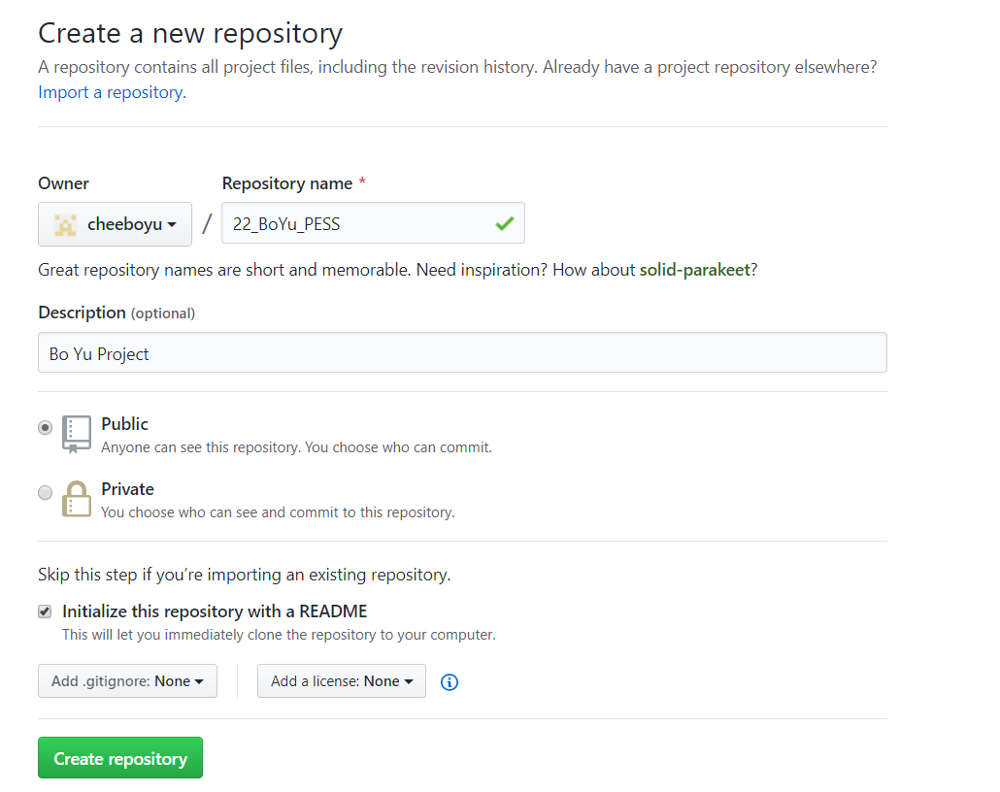 Create a new repository
A repository contains all project files, including the revision history. Already have a project repository elsewhere?
Import a repository.
Owner
Repository name *
cheeboyu
/
22_BoYu_PESS
Great repository names are short and memorable. Need inspiration? How about solid-parakeet?
Description (optional)
Bo Yu Project
Public
Anyone can see this repository. You choose who can commit.
Private
You choose who can see and commit to this repository.
Skip this step if you’re importing an existing repository.
Initialize this repository with a README
This will let you immediately clone the repository to your computer.
Add .gitignore: None
Add a license: None
Create repository